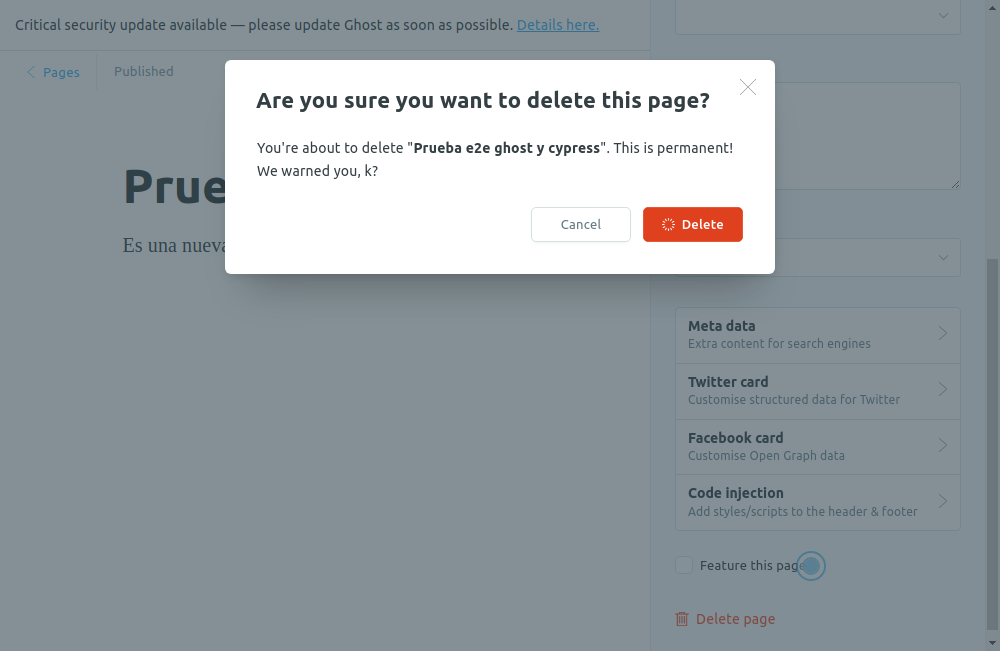 Critical security update available — please update Ghost as soon as possible. Details here.
Pages
Published
Are you sure you want to delete this page?
You're about to delete "Prueba e2e ghost y cypress". This is permanent!
We warned you, k?
Cancel
Delete
Prue
Es una nueva
Meta data
Extra content for search engines
Twitter card
Customise structured data for Twitter
Facebook card
Customise Open Graph data
Code injection
Add styles/scripts to the header & footer
Feature this page
Delete page